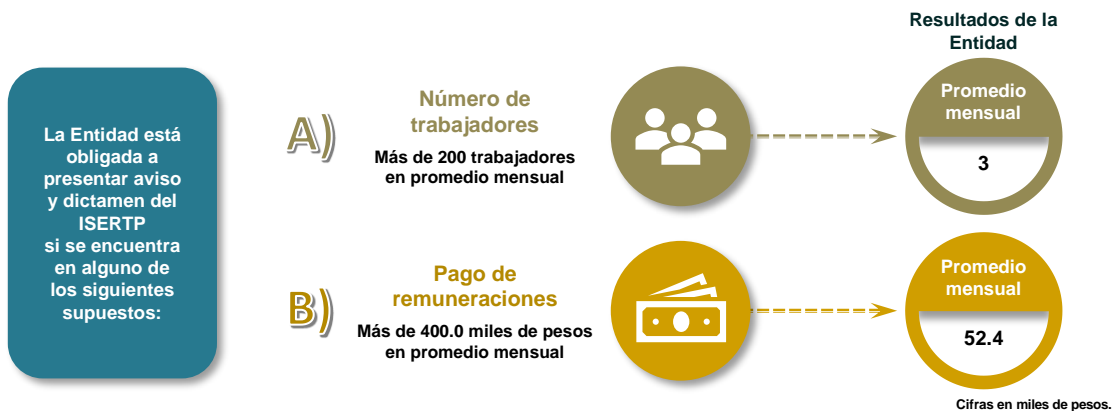 La Entidad está
obligada a
presentar aviso
y dictamen del
ISERTP
si se encuentra
en alguno de
los siguientes
supuestos:
A)
Número de
trabajadores
Más de 200 trabajadores
en promedio mensual
Resultados de la
Entidad
Promedio
mensual
3
B)
Pago de
remuneraciones
Más de 400.0 miles de pesos
en promedio mensual
Promedio
mensual
52.4
Cifras en miles de pesos.